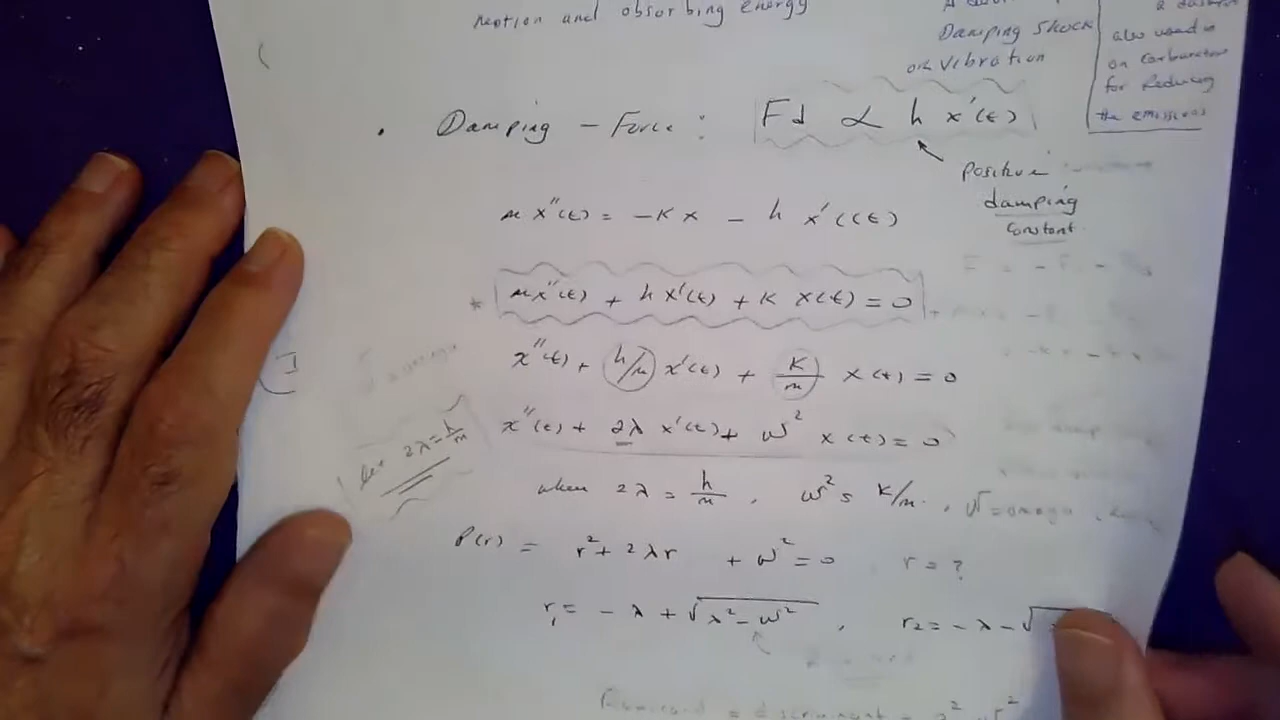 motion and absorbing energy
Damping Shock
or Vibration
also used in
on Carburetors
for Reducing
the emissions
. Damping - Force : Fd ∝ h x'(t)
Positive
damping
Constant
m x''(t) = -K x - h x'((t)
* m x''(t) + h x'(t) + K x(t) = 0
x''(t) + h/m x'(t) + K/m x(t) = 0
let 2λ = h/m
x''(t) + 2λ x'(t) + ω² x(t) = 0
when 2λ = h/m , ω² = K/m. ,
P(r) = r² + 2λr + ω² = 0 r = ?
r₁ = -λ + √λ² - ω² , r₂ = -λ - √